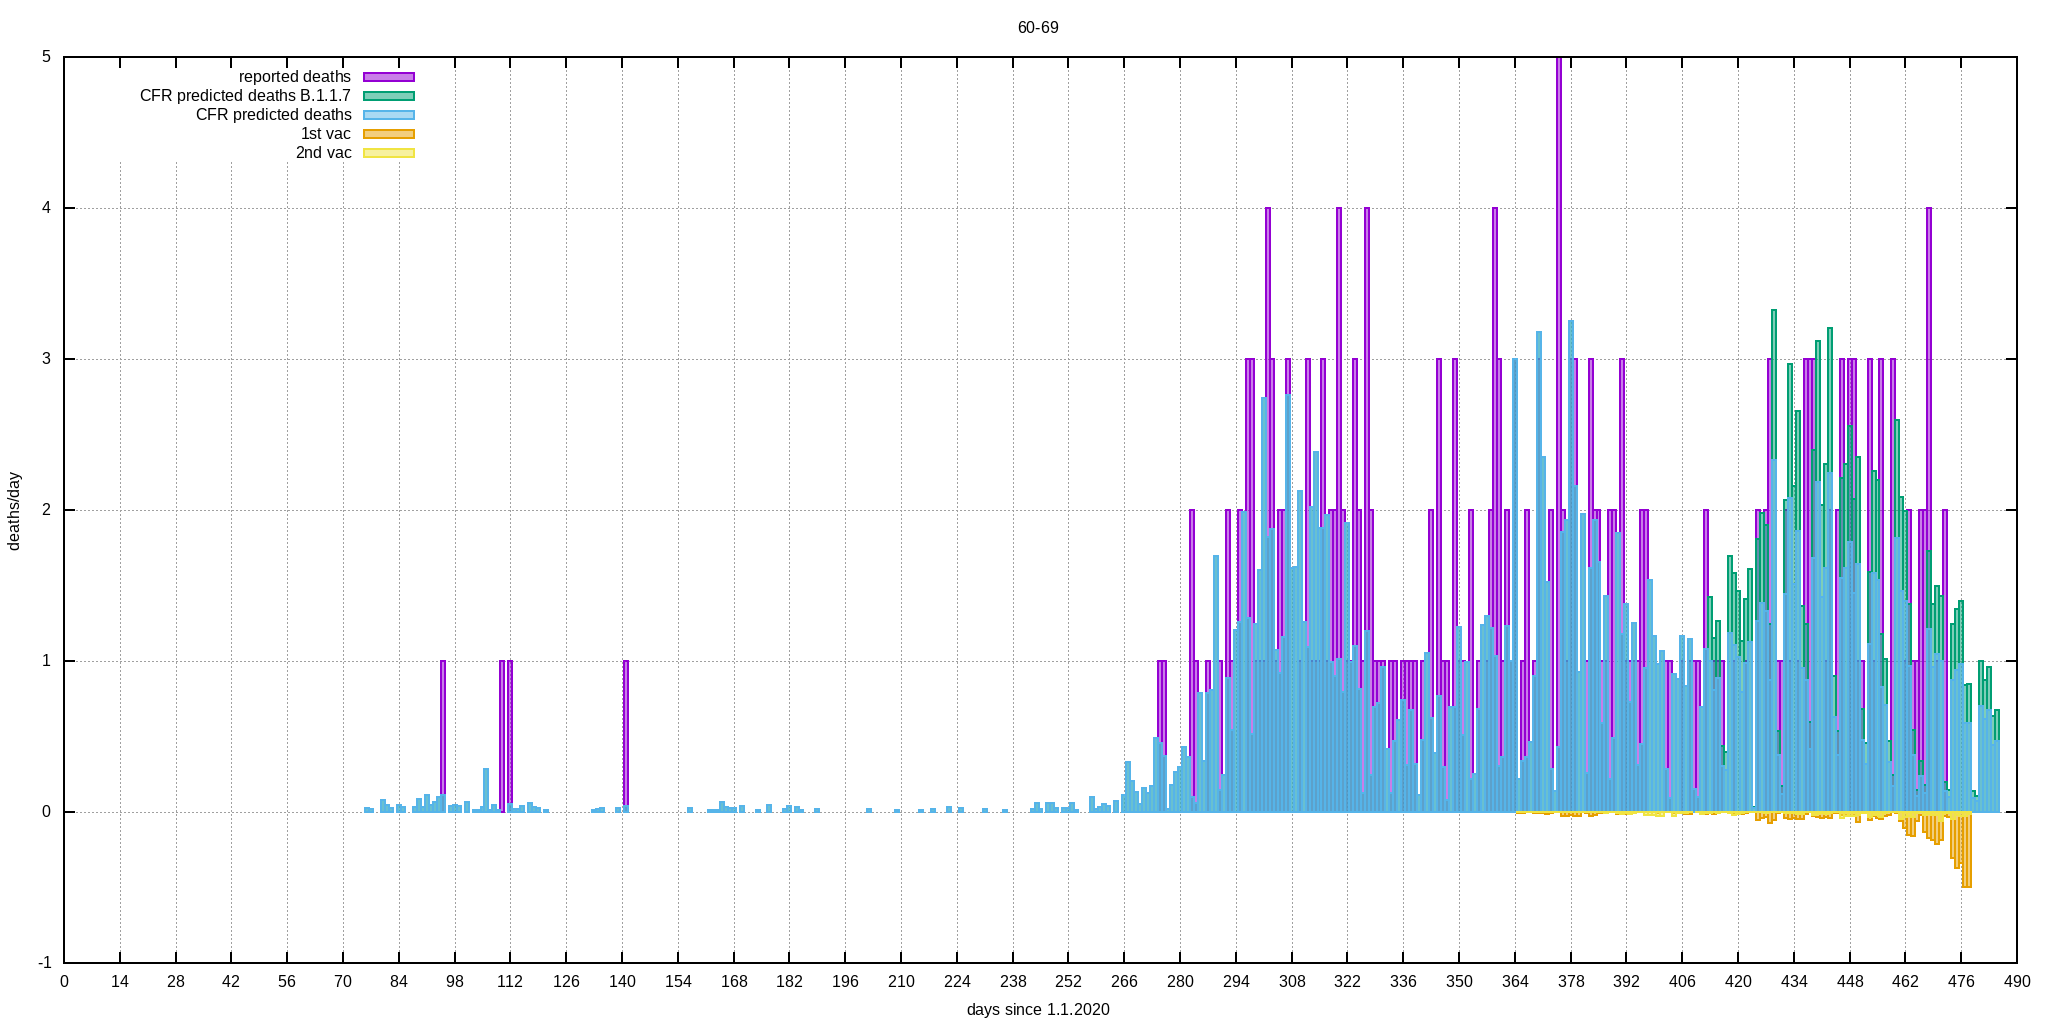 60-69
5
reported deaths
CFR predicted deaths B.1.1.7
CFR predicted deaths
1st vac
2nd vac
4
3
2
deaths/day
1
0
-1
0 14 28 42 56 70 84 98 112 126 140 154 168 182 196 210 224 238 252 266 280 294 308 322 336 350 364 378 392 406 420 434 448 462 476 490
days since 1.1.2020